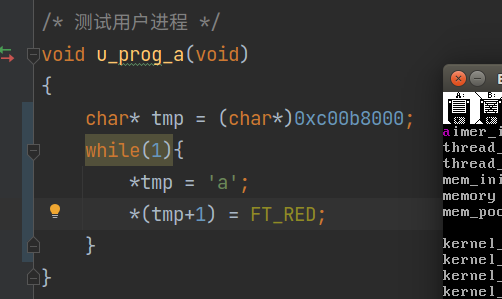 /* 测试用户进程 */
void u_prog_a(void)
{
char* tmp = (char*)0xc00b8000;
while(1){
*tmp = 'a';
*(tmp+1) = FT_RED;
}
}
A: B:
aimer_i
thread_
thread_
mem_ini
memory
mem_poo
kernel_
kernel_
kernel_
kernel_